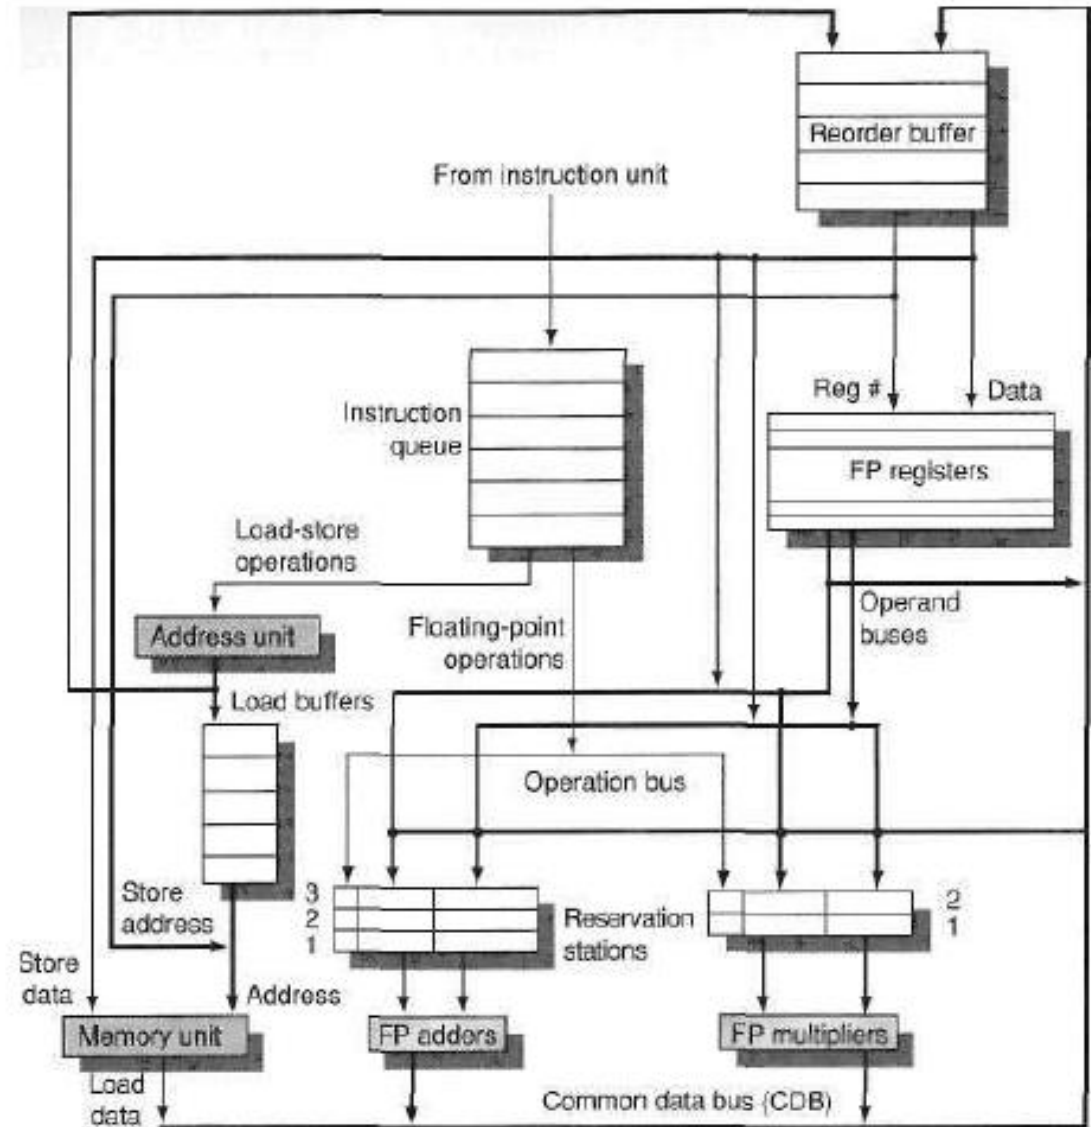 Reorder buffer
From instruction unit
Reg #
Data
Instruction
queue
FP registers
Load-store
operations
Operand
buses
Address unit
Floating-point
operations
Load buffers
Operation bus
Store
address
3
2
1
Reservation
stations
2
1
Store
data
Address
Memory unit
FP adders
FP multipliers
Load
data
Common data bus (CDB)